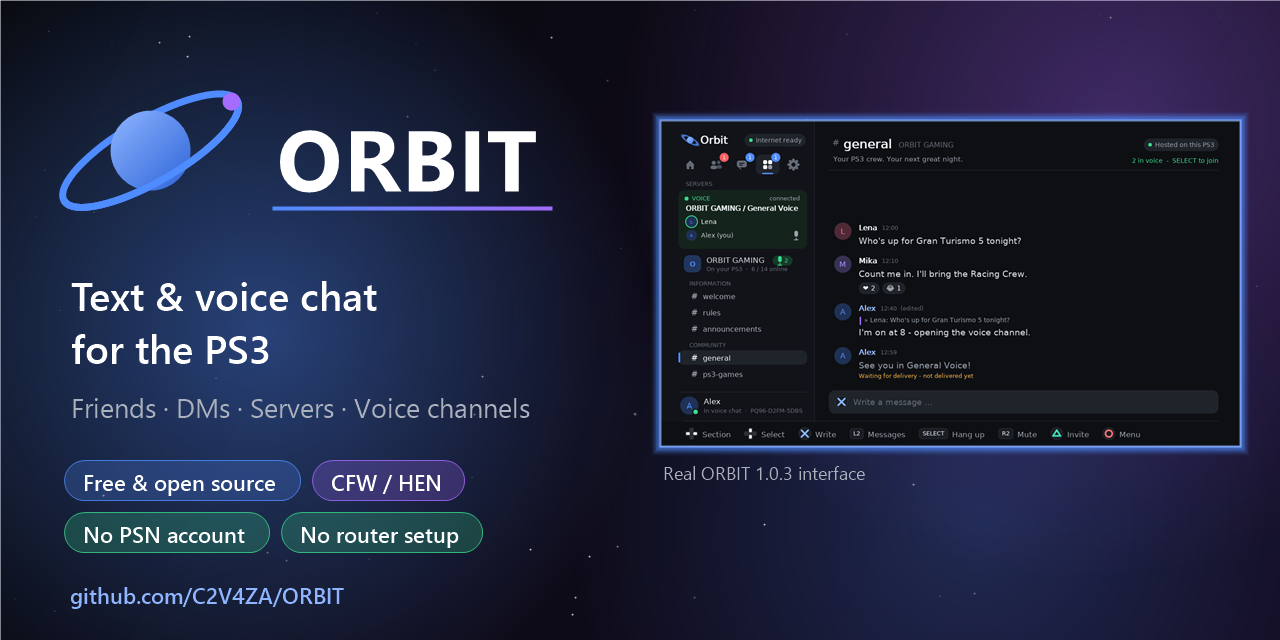 ORBIT
Text & voice chat
for the PS3
Friends · DMs · Servers · Voice channels
Free & open source
CFW / HEN
No PSN account
No router setup
github.com/C2V4ZA/ORBIT
Orbit
Internet ready
1
1
1
SERVERS
VOICE connected
ORBIT GAMING / General Voice
Lena
Alex (you)
O
ORBIT GAMING 2
On your PS3 · 6 / 14 online
INFORMATION
# welcome
# rules
# announcements
COMMUNITY
# general
# ps3-games
A
Alex
In voice chat · PQ96-D2FM-5DBS
# general ORBIT GAMING
Your PS3 crew. Your next great night.
Hosted on this PS3
2 in voice · SELECT to join
L
Lena 12:00
Who's up for Gran Turismo 5 tonight?
M
Mika 12:10
Count me in. I'll bring the Racing Crew.
❤ 2 😂 1
A
Alex 12:40 (edited)
> Lena: Who's up for Gran Turismo 5 tonight?
I'm on at 8 - opening the voice channel.
A
Alex 12:59
See you in General Voice!
Waiting for delivery - not delivered yet
Write a message ...
Section
Select
Write
L2 Messages
SELECT Hang up
R2 Mute
Invite
Menu
Real ORBIT 1.0.3 interface